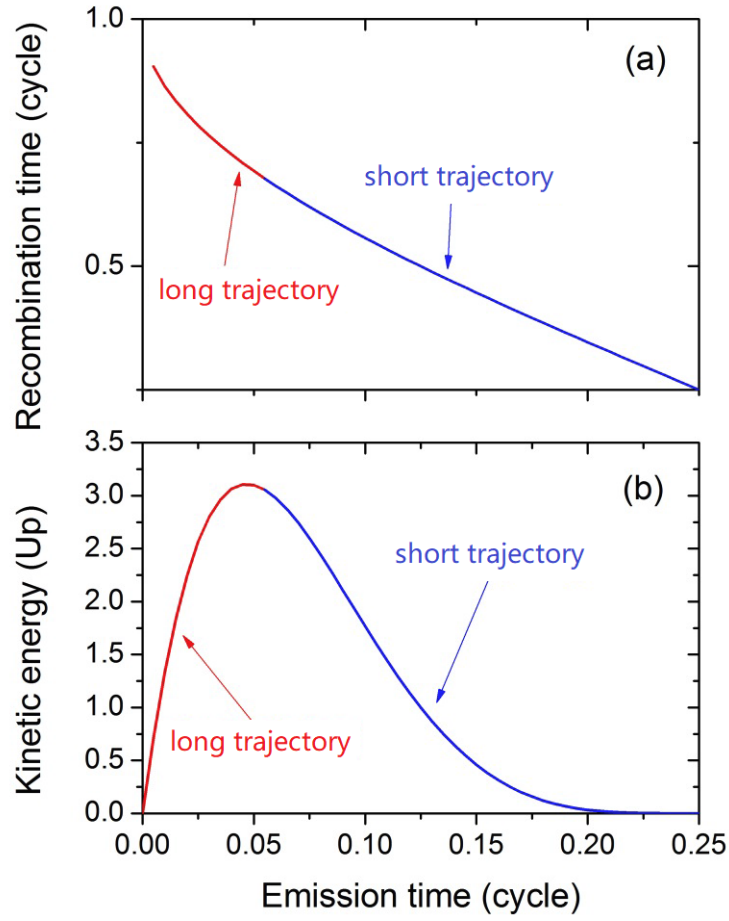 Recombination time (cycle)
1.0
0.5
(a)
short trajectory
long trajectory
Kinetic energy (Up)
3.5
3.0
2.5
2.0
1.5
1.0
0.5
0.0
(b)
short trajectory
long trajectory
0.00 0.05 0.10 0.15 0.20 0.25
Emission time (cycle)